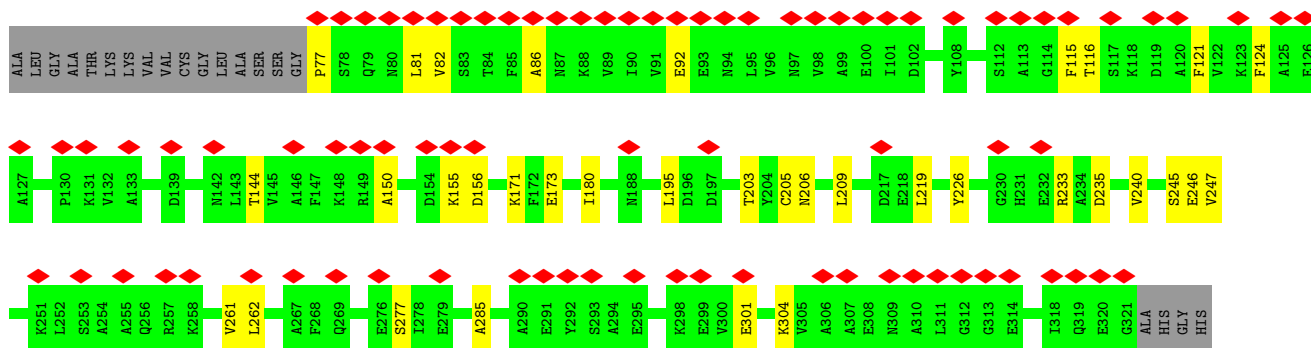 ALA LEU GLY ALA THR LYS LYS VAL VAL CYS GLY LEU ALA SER SER GLY P77 S78 Q79 N80 L81 V82 S83 T84 F85 A86 N87 K88 V89 I90 V91 E92 E93 N94 L95 V96 N97 V98 A99 E100 I101 D102 Y108 S112 A113 G114 F115 T116 S117 K118 D119 A120 F121 V122 K123 F124 A125 E126
A127 P130 K131 V132 A133 D139 N142 L143 T144 V145 A146 F147 K148 R149 A150 D154 K155 D156 K171 F172 E173 I180 N188 L195 D196 D197 T203 Y204 C205 N206 L209 D217 E218 L219 Y226 G230 H231 E232 R233 A234 D235 V240 S245 E246 V247
K251 L252 S253 A254 A255 Q256 R257 K258 V261 L262 A267 F268 Q269 E276 S277 I278 E279 A285 A290 E291 Y292 S293 A294 E295 K298 E299 V300 E301 K304 V305 A306 A307 E308 N309 A310 L311 G312 G313 E314 I318 Q319 E320 G321 ALA HIS GLY HIS